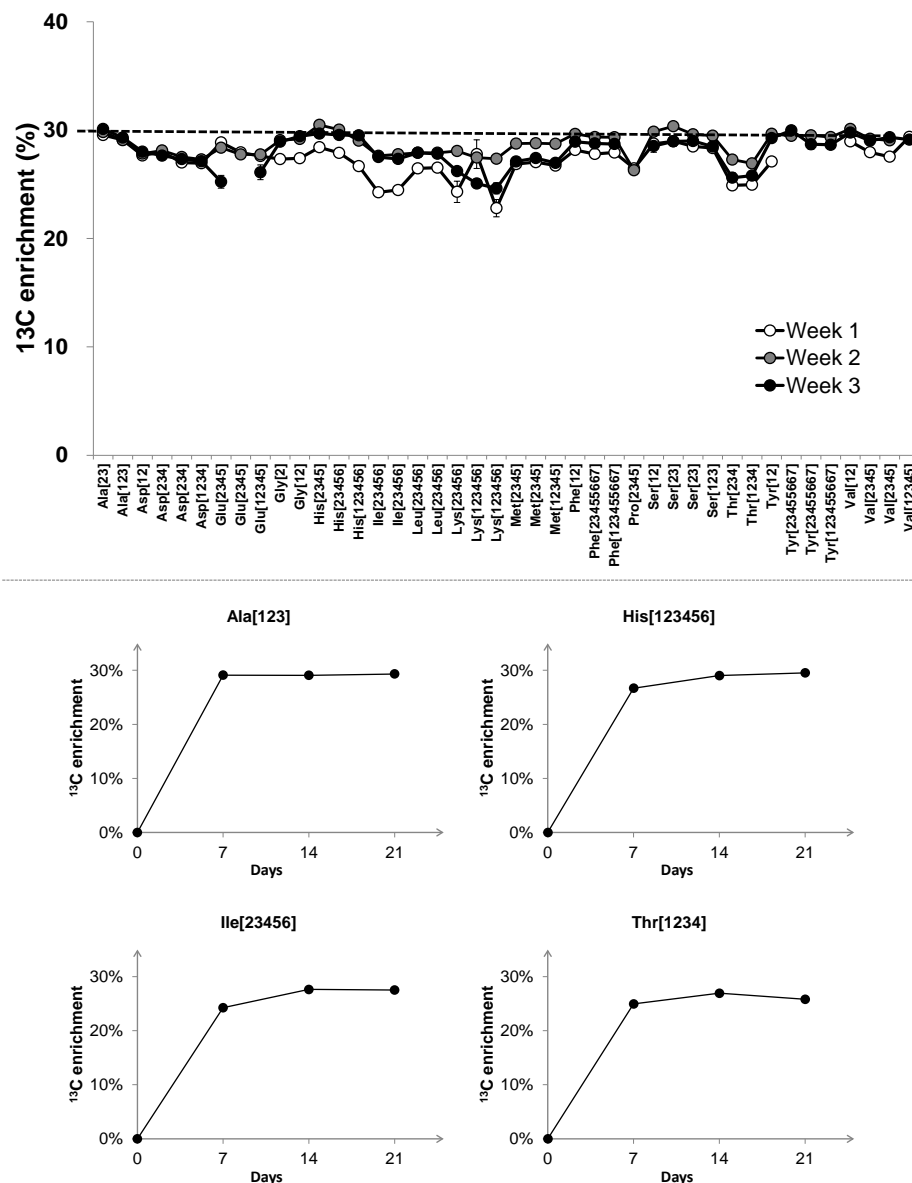 40
30
20
10
0
13C enrichment (%)
Week 1
Week 2
Week 3
Ala[23]
Ala[123]
Asp[12]
Asp[234]
Asp[234]
Asp[1234]
Glu[2345]
Glu[2345]
Glu[12345]
Gly[2]
Gly[12]
His[2345]
His[23456]
His[123456]
Ile[23456]
Ile[23456]
Leu[23456]
Leu[23456]
Lys[23456]
Lys[123456]
Lys[123456]
Met[2345]
Met[2345]
Met[12345]
Phe[12]
Phe[23455667]
Phe[123455667]
Pro[2345]
Ser[12]
Ser[23]
Ser[23]
Ser[123]
Thr[234]
Thr[1234]
Tyr[12]
Tyr[23455667]
Tyr[23455667]
Tyr[123455667]
Val[12]
Val[2345]
Val[2345]
Val[12345]
Ala[123]
30%
20%
10%
0%
13C enrichment
0 7 14 21
Days
His[123456]
30%
20%
10%
0%
13C enrichment
0 7 14 21
Days
Ile[23456]
30%
20%
10%
0%
13C enrichment
0 7 14 21
Days
Thr[1234]
30%
20%
10%
0%
13C enrichment
0 7 14 21
Days